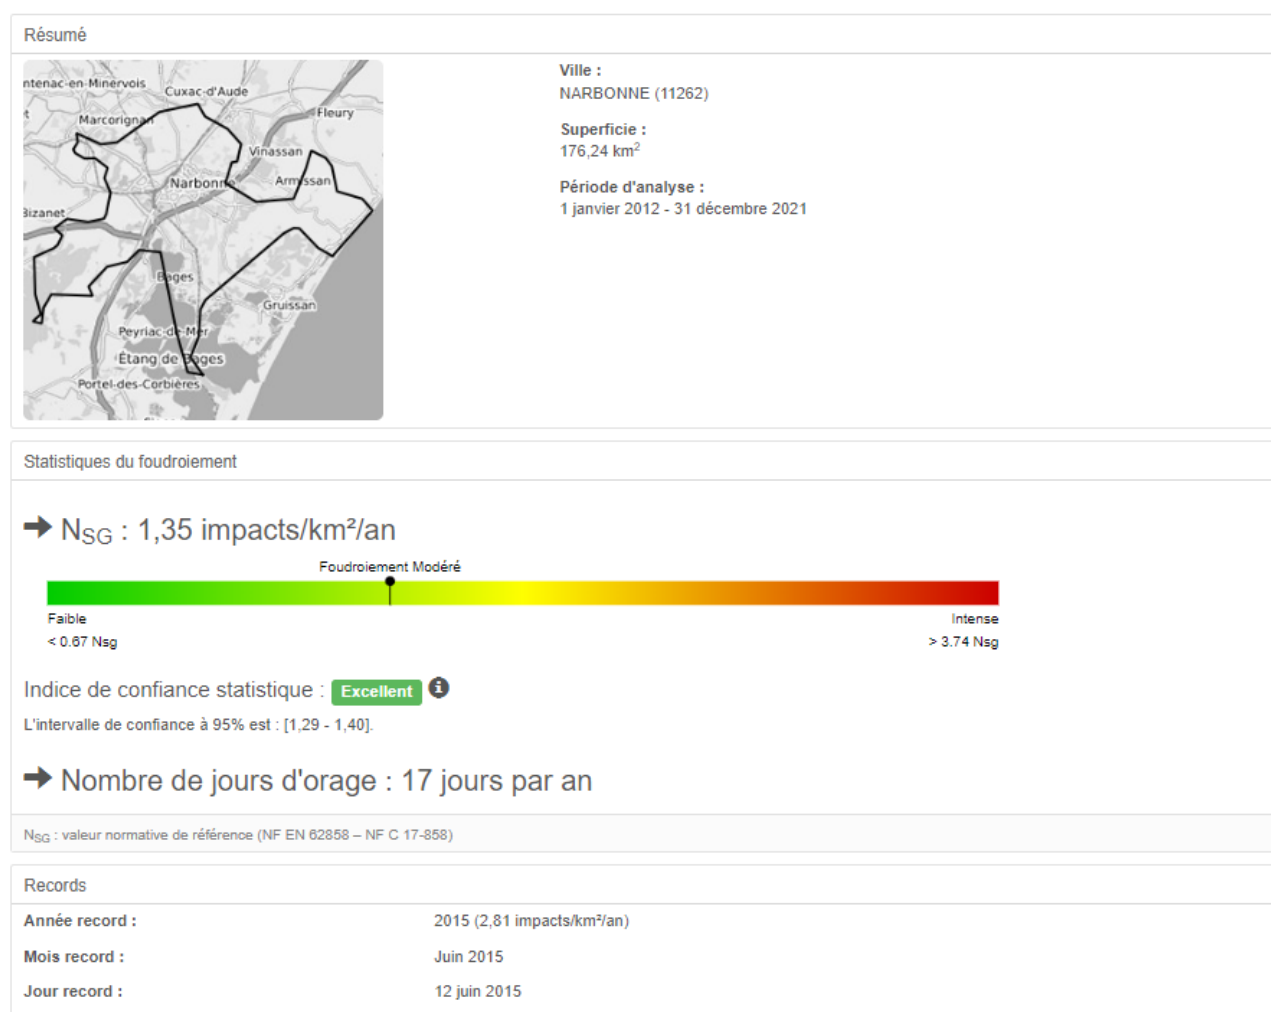 Résumé
ntenac-en-Minervois
Cuxac-d'Aude
Marcorignan
Fleury
Vinassan
Narbonne
Armissan
Bizanet
Bages
Gruissan
Peyriac-de-Mer
Étang de Bages
Portel-des-Corbières
Ville :
NARBONNE (11262)
Superficie :
176,24 km²
Période d'analyse :
1 janvier 2012 - 31 décembre 2021
Statistiques du foudroiement
NSG : 1,35 impacts/km²/an
Foudroiement Modéré
Faible
Intense
< 0.67 Nsg
> 3.74 Nsg
Indice de confiance statistique : Excellent
L'intervalle de confiance à 95% est : [1,29 - 1,40].
Nombre de jours d'orage : 17 jours par an
NSG : valeur normative de référence (NF EN 62858 – NF C 17-858)
Records
Année record :
2015 (2,81 impacts/km²/an)
Mois record :
Juin 2015
Jour record :
12 juin 2015